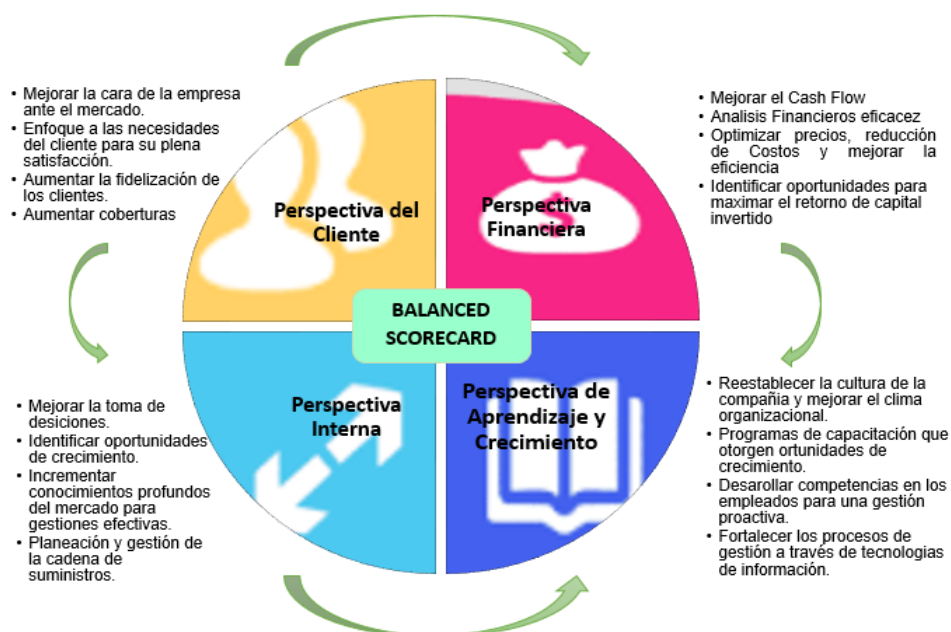 • Mejorar la cara de la empresa
ante el mercado.
• Enfoque a las necesidades
del cliente para su plena
satisfacción.
• Aumentar la fidelización de
los clientes.
• Aumentar coberturas
Perspectiva del
Cliente
Perspectiva
Financiera
$
• Mejorar el Cash Flow
• Analisis Financieros eficacez
• Optimizar precios, reducción
de Costos y mejorar la
eficiencia
• Identificar oportunidades para
maximar el retorno de capital
invertido
BALANCED
SCORECARD
• Mejorar la toma de
desiciones.
• Identificar oportunidades
de crecimiento.
• Incrementar
conocimientos profundos
del mercado para
gestiones efectivas.
• Planeación y gestión de
la cadena de
suministros.
Perspectiva
Interna
Perspectiva de
Aprendizaje y
Crecimiento
• Reestablecer la cultura de la
compañia y mejorar el clima
organizacional.
• Programas de capacitación que
otorgen ortunidades de
crecimiento.
• Desarollar competencias en los
empleados para una gestión
proactiva.
• Fortalecer los procesos de
gestión a través de tecnologias
de información.